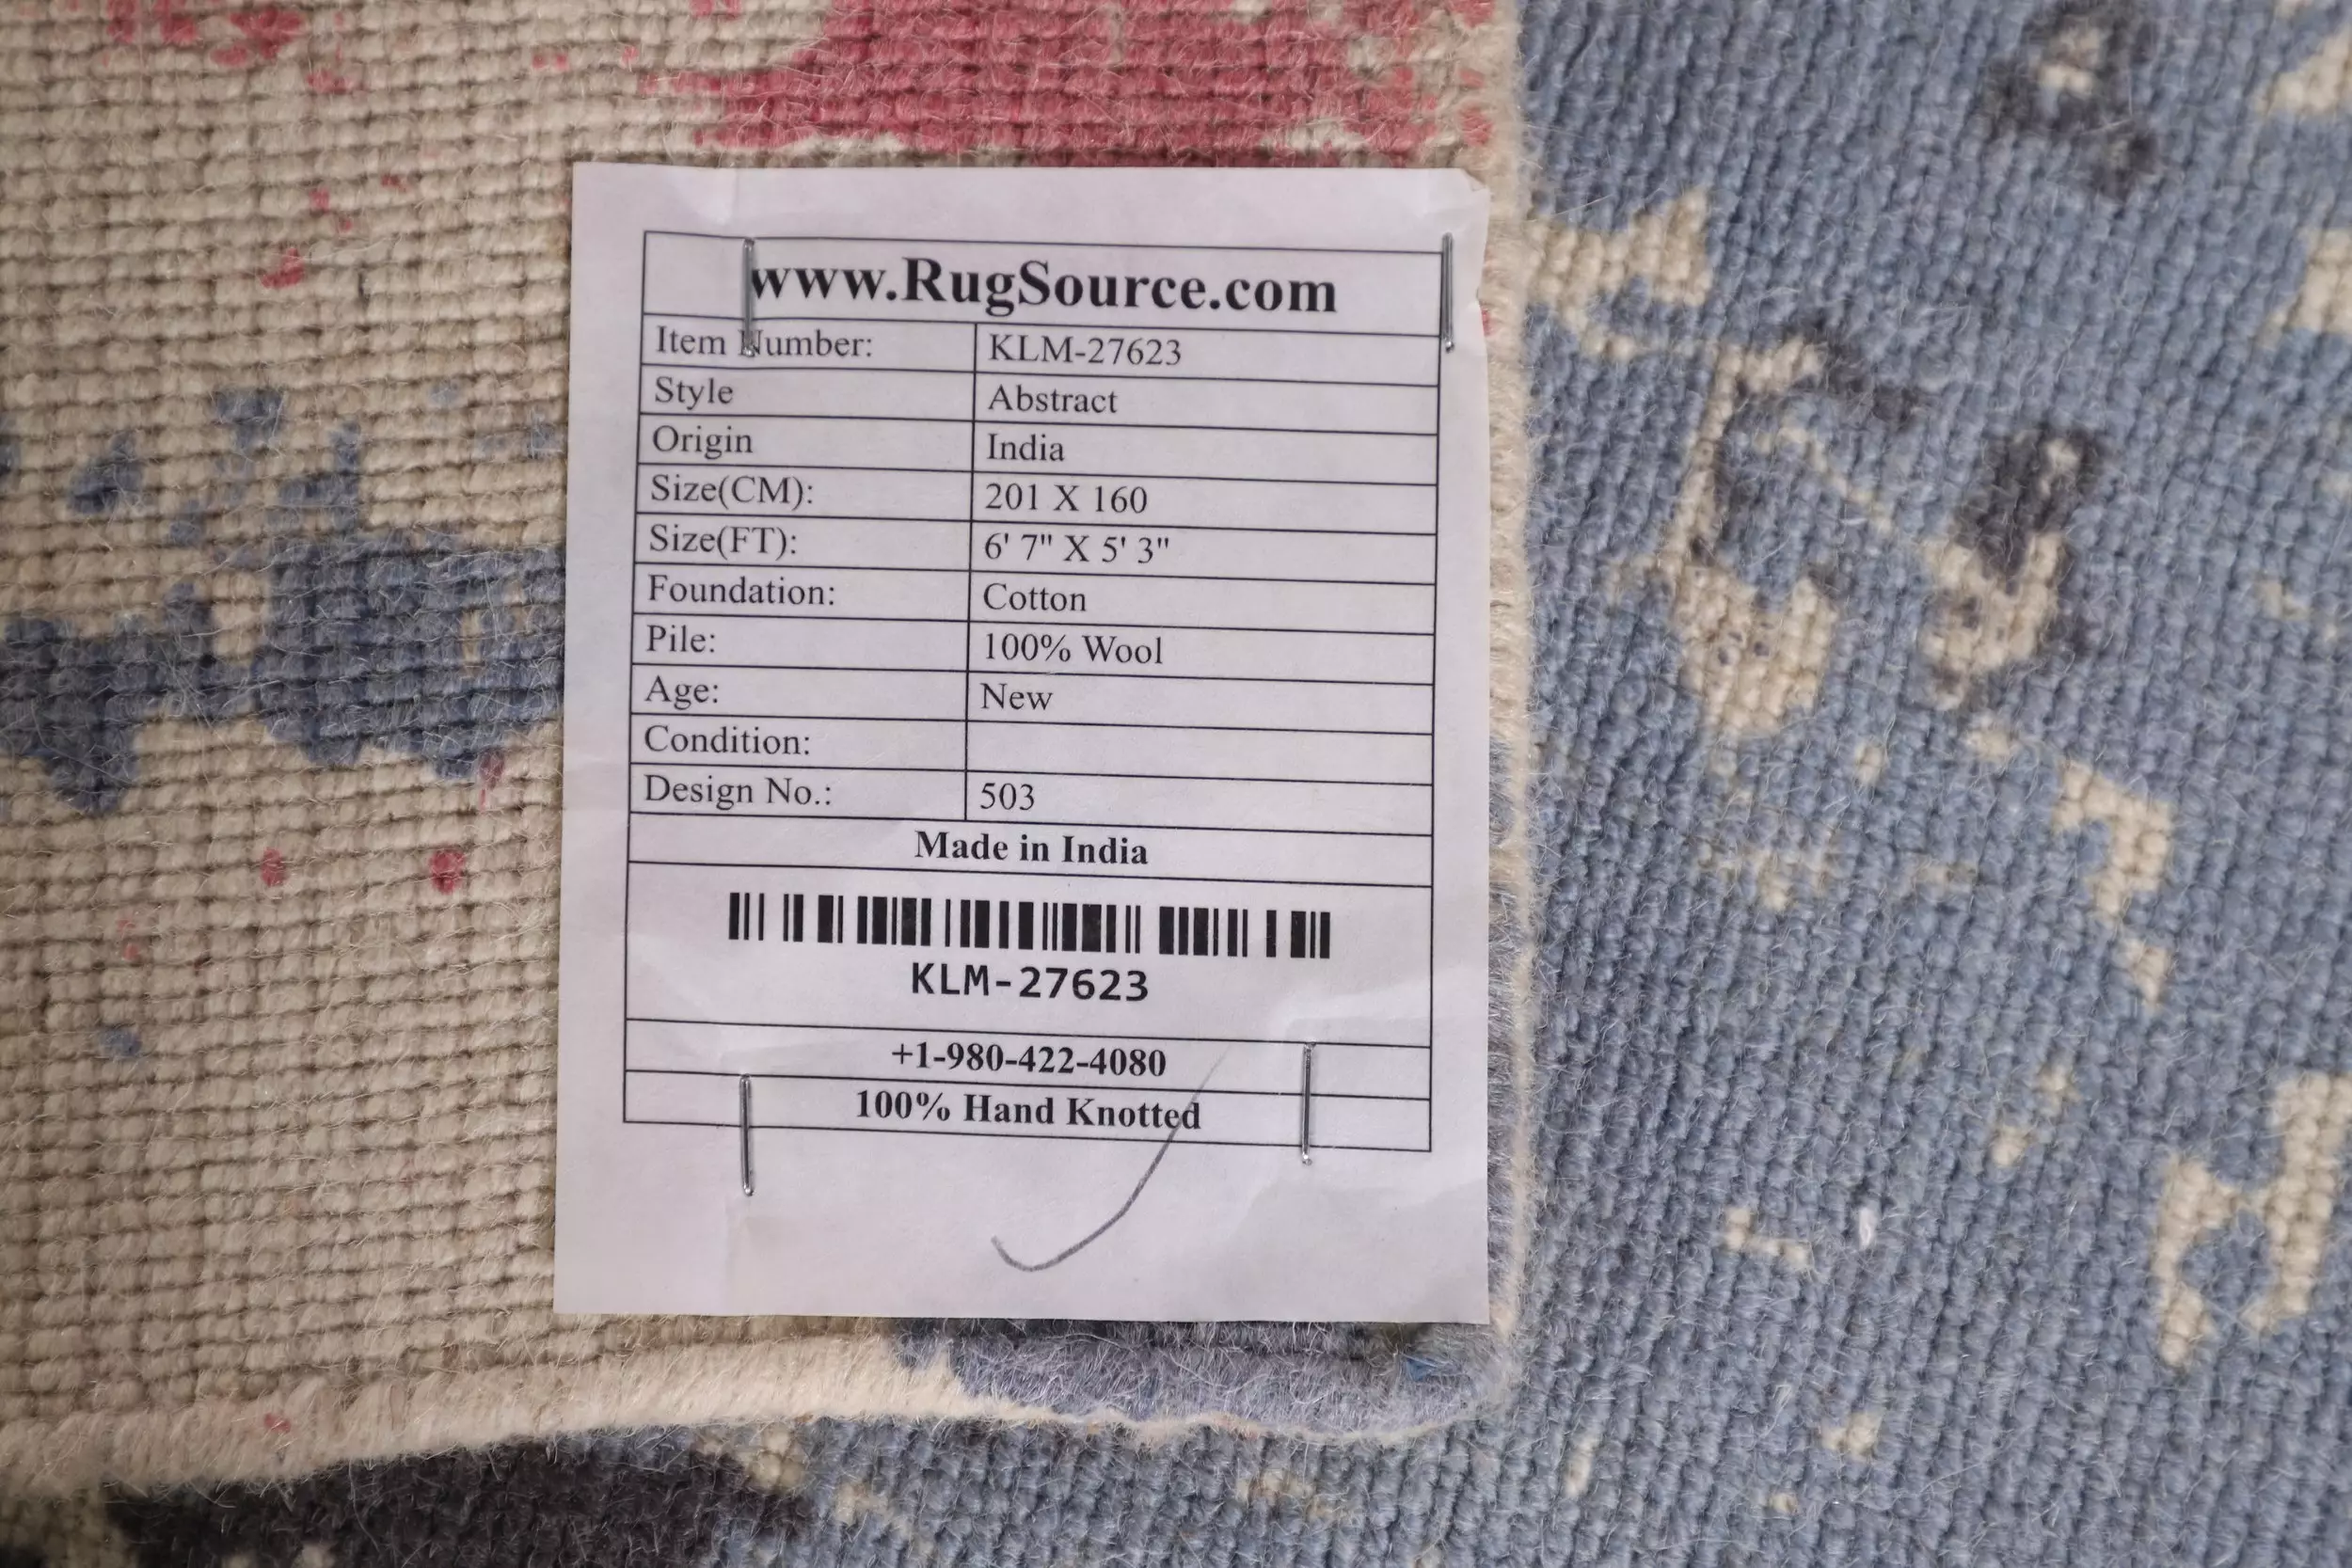 www.RugSource.com
Item Number: KLM-27623
Style Abstract
Origin India
Size(CM): 201 X 160
Size(FT): 6' 7" X 5' 3"
Foundation: Cotton
Pile: 100% Wool
Age: New
Condition:
Design No.: 503
Made in India
KLM-27623
+1-980-422-4080
100% Hand Knotted